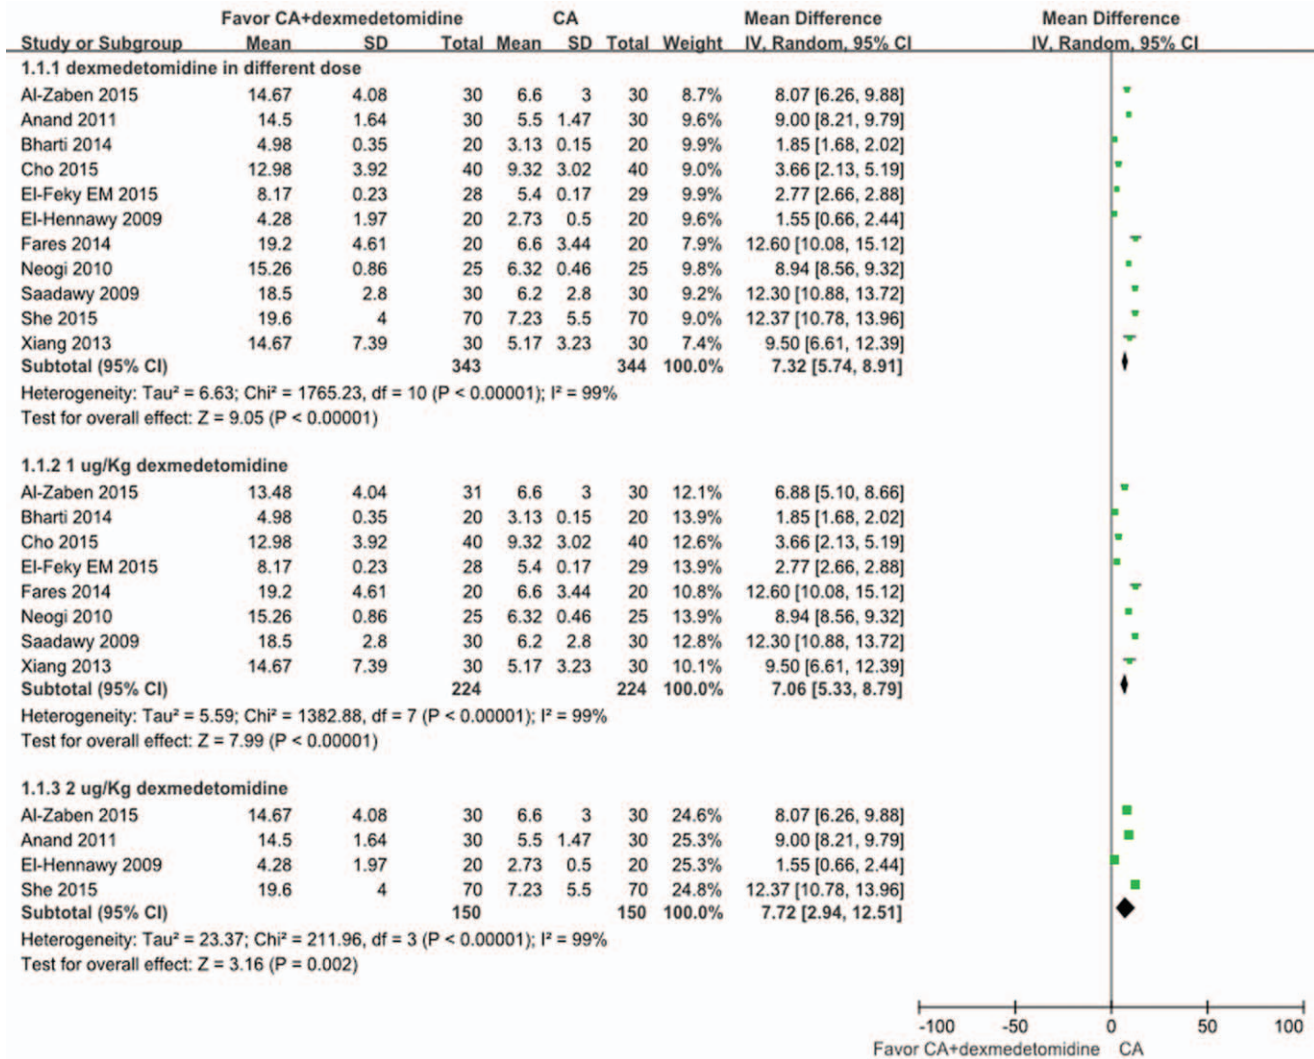 Favor CA+dexmedetomidine CA Mean Difference Mean Difference
Study or Subgroup Mean SD Total Mean SD Total Weight IV, Random, 95% CI IV, Random, 95% CI
1.1.1 dexmedetomidine in different dose
Al-Zaben 2015 14.67 4.08 30 6.6 3 30 8.7% 8.07 [6.26, 9.88]
Anand 2011 14.5 1.64 30 5.5 1.47 30 9.6% 9.00 [8.21, 9.79]
Bharti 2014 4.98 0.35 20 3.13 0.15 20 9.9% 1.85 [1.68, 2.02]
Cho 2015 12.98 3.92 40 9.32 3.02 40 9.0% 3.66 [2.13, 5.19]
El-Feky EM 2015 8.17 0.23 28 5.4 0.17 29 9.9% 2.77 [2.66, 2.88]
El-Hennawy 2009 4.28 1.97 20 2.73 0.5 20 9.6% 1.55 [0.66, 2.44]
Fares 2014 19.2 4.61 20 6.6 3.44 20 7.9% 12.60 [10.08, 15.12]
Neogi 2010 15.26 0.86 25 6.32 0.46 25 9.8% 8.94 [8.56, 9.32]
Saadawy 2009 18.5 2.8 30 6.2 2.8 30 9.2% 12.30 [10.88, 13.72]
She 2015 19.6 4 70 7.23 5.5 70 9.0% 12.37 [10.78, 13.96]
Xiang 2013 14.67 7.39 30 5.17 3.23 30 7.4% 9.50 [6.61, 12.39]
Subtotal (95% CI) 343 344 100.0% 7.32 [5.74, 8.91]
Heterogeneity: Tau² = 6.63; Chi² = 1765.23, df = 10 (P < 0.00001); I² = 99%
Test for overall effect: Z = 9.05 (P < 0.00001)
1.1.2 1 ug/Kg dexmedetomidine
Al-Zaben 2015 13.48 4.04 31 6.6 3 30 12.1% 6.88 [5.10, 8.66]
Bharti 2014 4.98 0.35 20 3.13 0.15 20 13.9% 1.85 [1.68, 2.02]
Cho 2015 12.98 3.92 40 9.32 3.02 40 12.6% 3.66 [2.13, 5.19]
El-Feky EM 2015 8.17 0.23 28 5.4 0.17 29 13.9% 2.77 [2.66, 2.88]
Fares 2014 19.2 4.61 20 6.6 3.44 20 10.8% 12.60 [10.08, 15.12]
Neogi 2010 15.26 0.86 25 6.32 0.46 25 13.9% 8.94 [8.56, 9.32]
Saadawy 2009 18.5 2.8 30 6.2 2.8 30 12.8% 12.30 [10.88, 13.72]
Xiang 2013 14.67 7.39 30 5.17 3.23 30 10.1% 9.50 [6.61, 12.39]
Subtotal (95% CI) 224 224 100.0% 7.06 [5.33, 8.79]
Heterogeneity: Tau² = 5.59; Chi² = 1382.88, df = 7 (P < 0.00001); I² = 99%
Test for overall effect: Z = 7.99 (P < 0.00001)
1.1.3 2 ug/Kg dexmedetomidine
Al-Zaben 2015 14.67 4.08 30 6.6 3 30 24.6% 8.07 [6.26, 9.88]
Anand 2011 14.5 1.64 30 5.5 1.47 30 25.3% 9.00 [8.21, 9.79]
El-Hennawy 2009 4.28 1.97 20 2.73 0.5 20 25.3% 1.55 [0.66, 2.44]
She 2015 19.6 4 70 7.23 5.5 70 24.8% 12.37 [10.78, 13.96]
Subtotal (95% CI) 150 150 100.0% 7.72 [2.94, 12.51]
Heterogeneity: Tau² = 23.37; Chi² = 211.96, df = 3 (P < 0.00001); I² = 99%
Test for overall effect: Z = 3.16 (P = 0.002)
-100 -50 0 50 100
Favor CA+dexmedetomidine CA